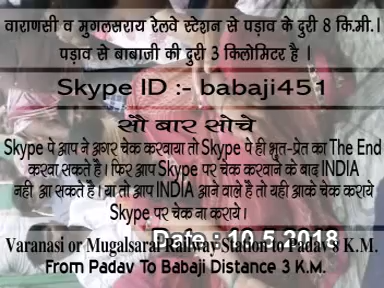 वाराणसी व मुगलसराय रेलवे स्टेशन से पड़ाव के दुरी 8 कि.मी.।
पड़ाव से बाबाजी की दुरी 3 किलोमिटर है ।
Skype ID :- babaji451
सौ बार सोचे
Skype पे आप ने अगर चेक करवाया तो Skype पे ही भुत-प्रेत का The End
करवा सकते है। फिर आप Skype पर चेक करवाने के बाद INDIA
नही आ सकते है। या तो आप INDIA आने वाले है तो यही आके चेक कराये
Skype पर चेक ना कराये।
Date : 10.5.2018
Varanasi or Mugalsarai Railway Station to Padav 8 K.M.
From Padav To Babaji Distance 3 K.M.